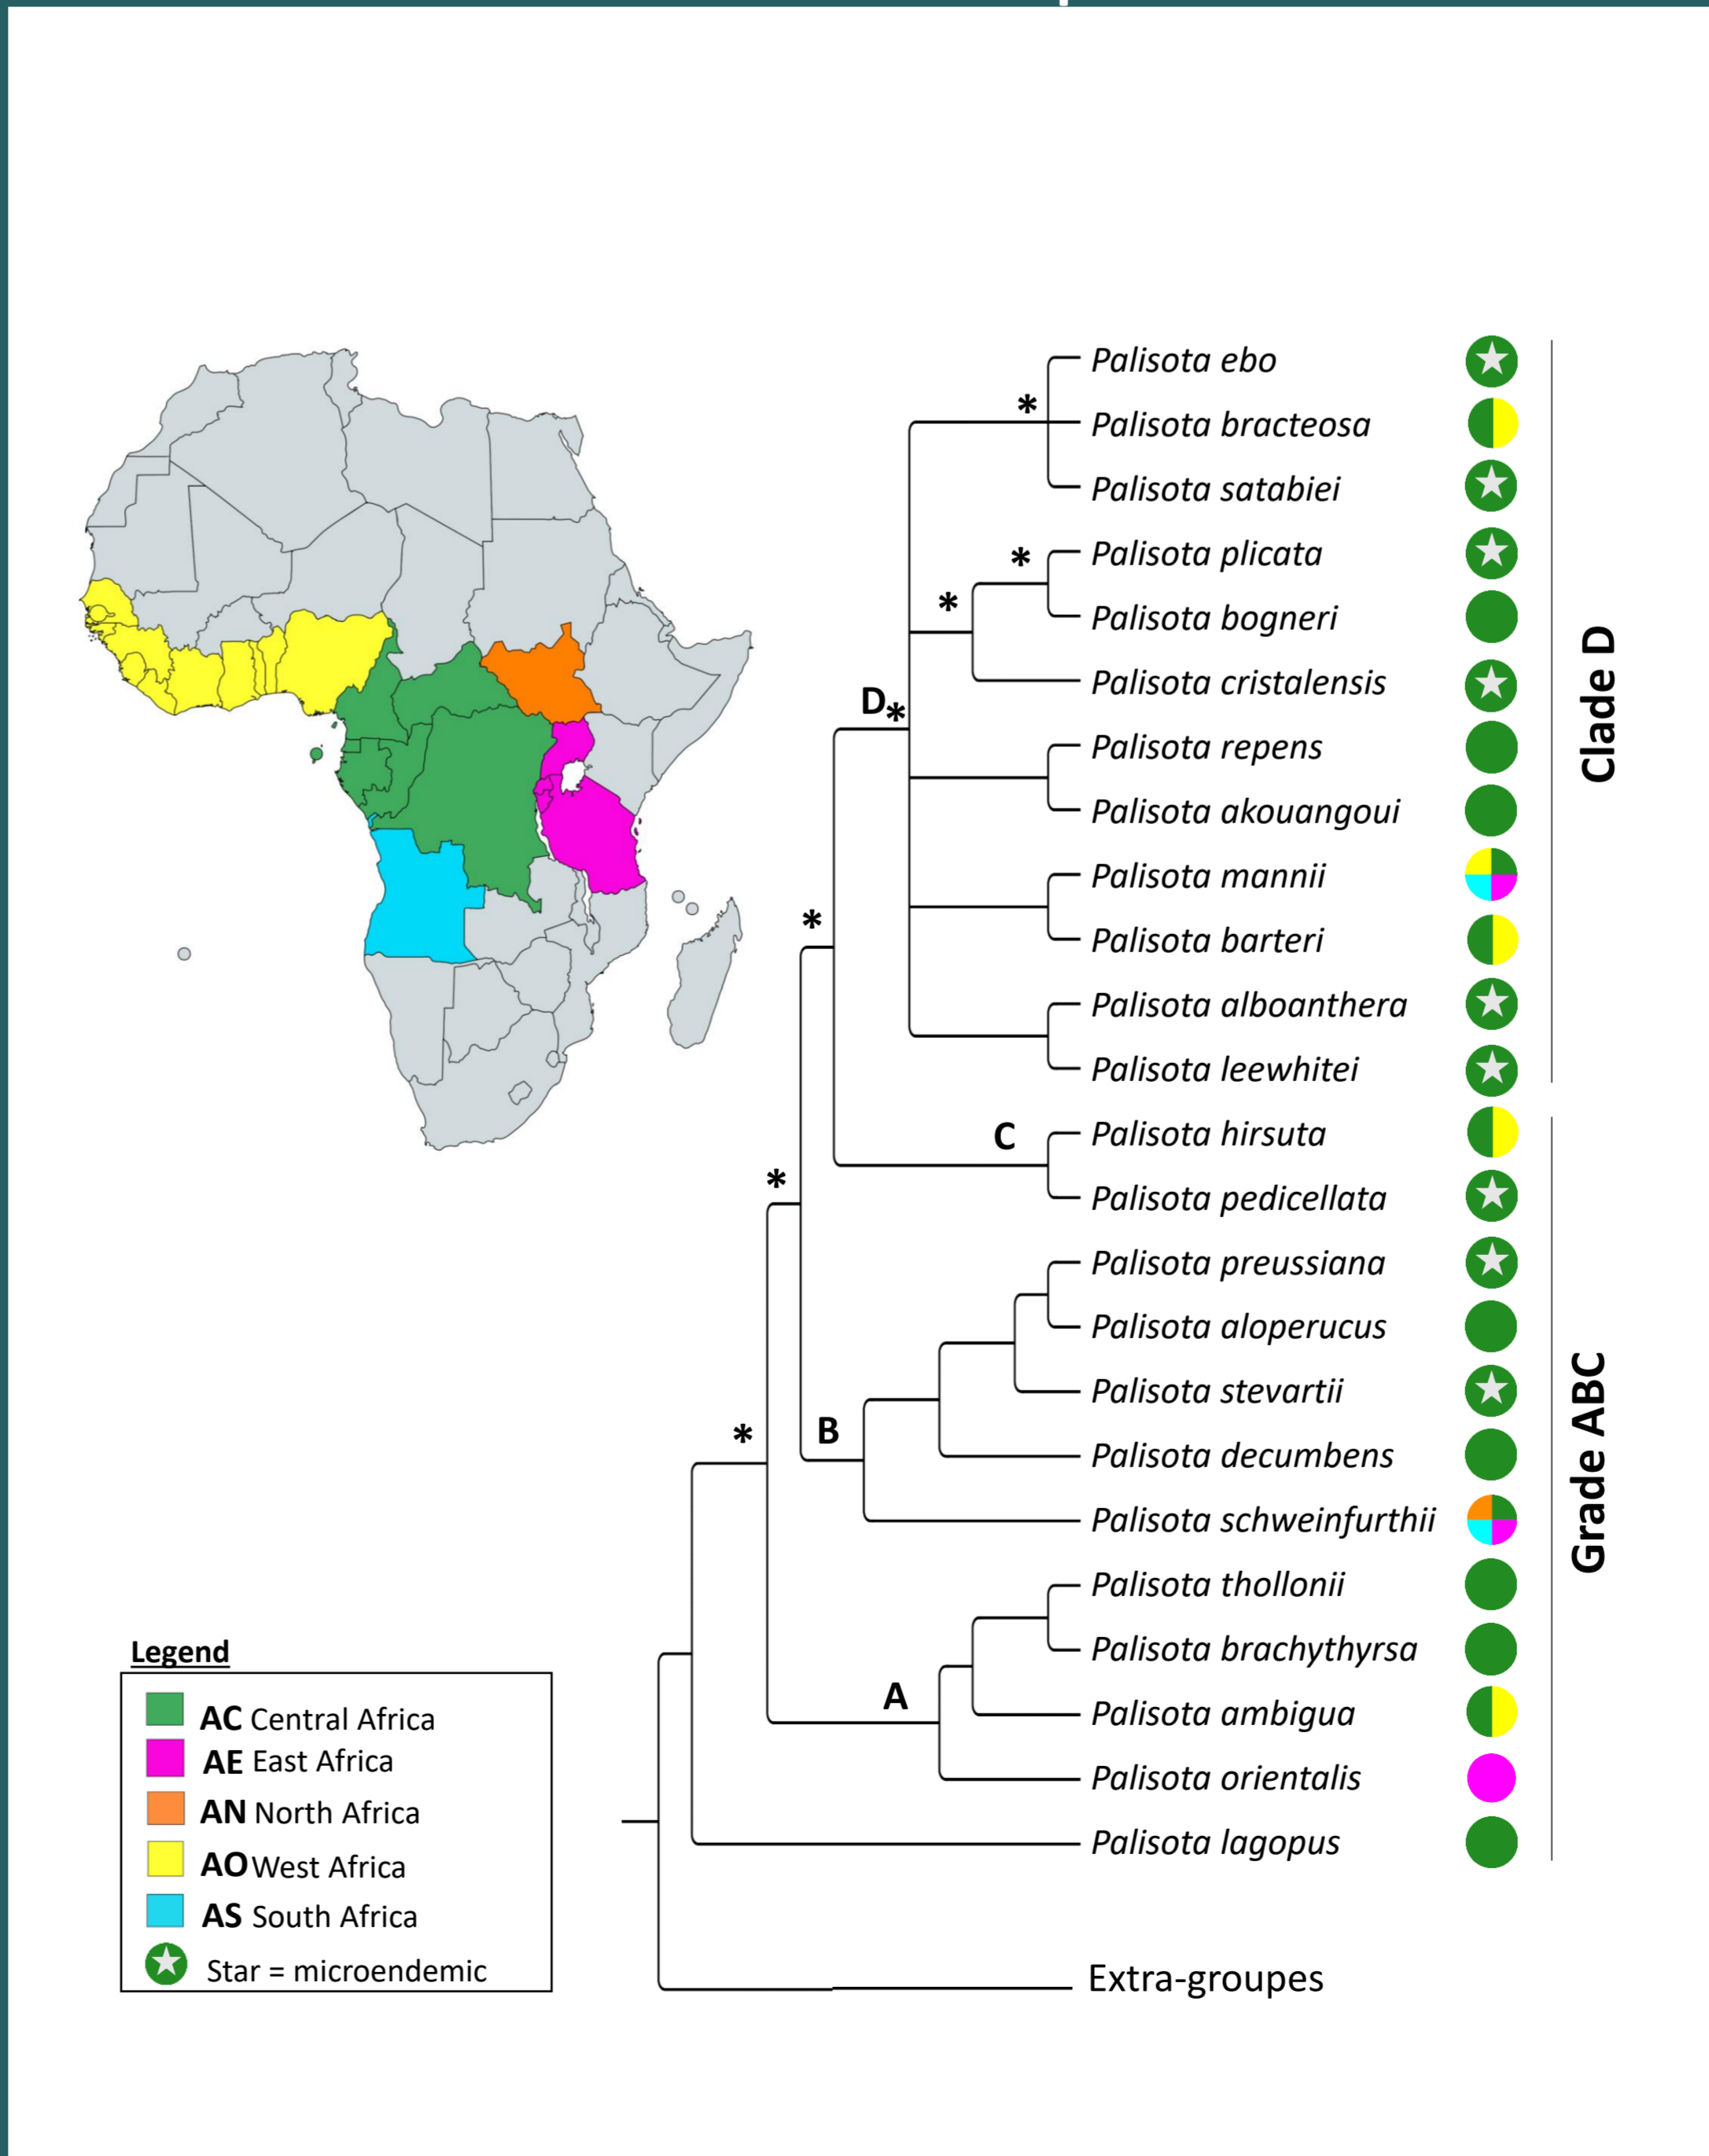 Palisota ebo
Palisota bracteosa
Palisota satabiei
Palisota plicata
Palisota bogneri
Palisota cristalensis
Palisota repens
Palisota akouangoui
Palisota mannii
Palisota barteri
Palisota alboanthera
Palisota leewhitei
Palisota hirsuta
Palisota pedicellata
Palisota preussiana
Palisota aloperucus
Palisota stevartii
Palisota decumbens
Palisota schweinfurthii
Palisota thollonii
Palisota brachythyrsa
Palisota ambigua
Palisota orientalis
Palisota lagopus
Extra-groupes
*
*
*
D*
*
C
*
B
*
A
Clade D
Grade ABC
Legend
AC Central Africa
AE East Africa
AN North Africa
AO West Africa
AS South Africa
Star = microendemic